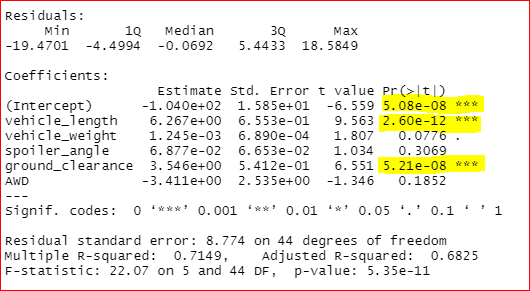 Residuals:
Min 1Q Median 3Q Max
-19.4701 -4.4994 -0.0692 5.4433 18.5849
Coefficients:
Estimate Std. Error t value Pr(>|t|)
(Intercept) -1.040e+02 1.585e+01 -6.559 5.08e-08 ***
vehicle_length 6.267e+00 6.553e-01 9.563 2.60e-12 ***
vehicle_weight 1.245e-03 6.890e-04 1.807 0.0776 .
spoiler_angle 6.877e-02 6.653e-02 1.034 0.3069
ground_clearance 3.546e+00 5.412e-01 6.551 5.21e-08 ***
AWD -3.411e+00 2.535e+00 -1.346 0.1852
---
Signif. codes: 0 ‘***’ 0.001 ‘**’ 0.01 ‘*’ 0.05 ‘.’ 0.1 ‘ ’ 1
Residual standard error: 8.774 on 44 degrees of freedom
Multiple R-squared: 0.7149, Adjusted R-squared: 0.6825
F-statistic: 22.07 on 5 and 44 DF, p-value: 5.35e-11